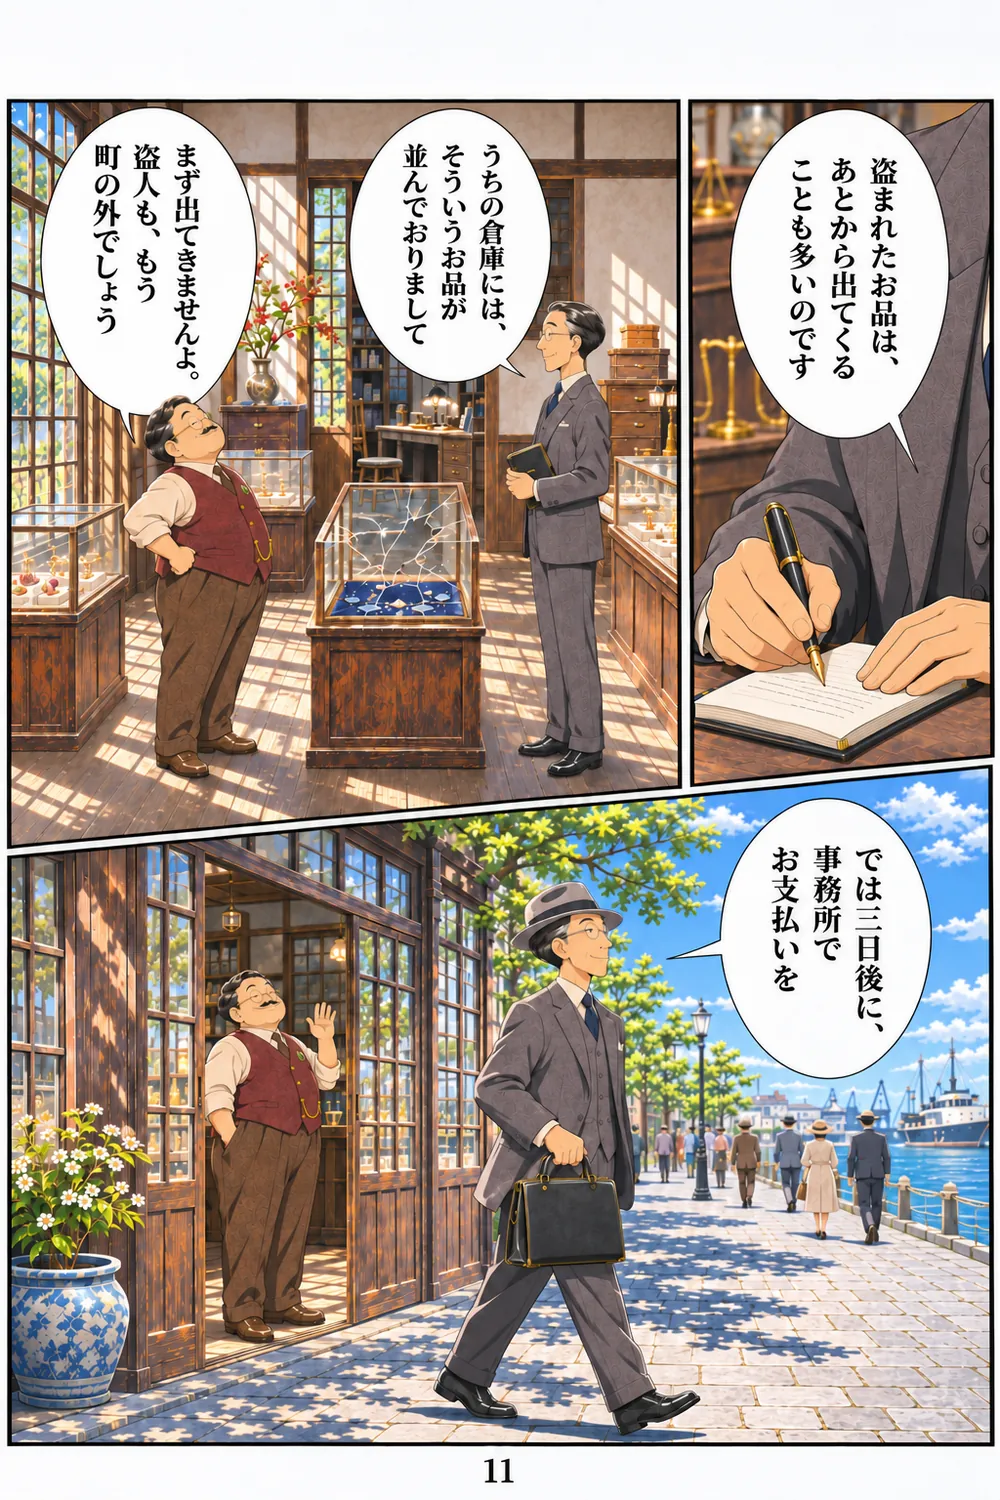 盗まれたお品は、
あとから出てくる
ことも多いのです
うちの倉庫には、
そういうお品が
並んでおりまして
まず出てきませんよ。
盗人も、もう
町の外でしょう
では三日後に、
事務所で
お支払いを
11